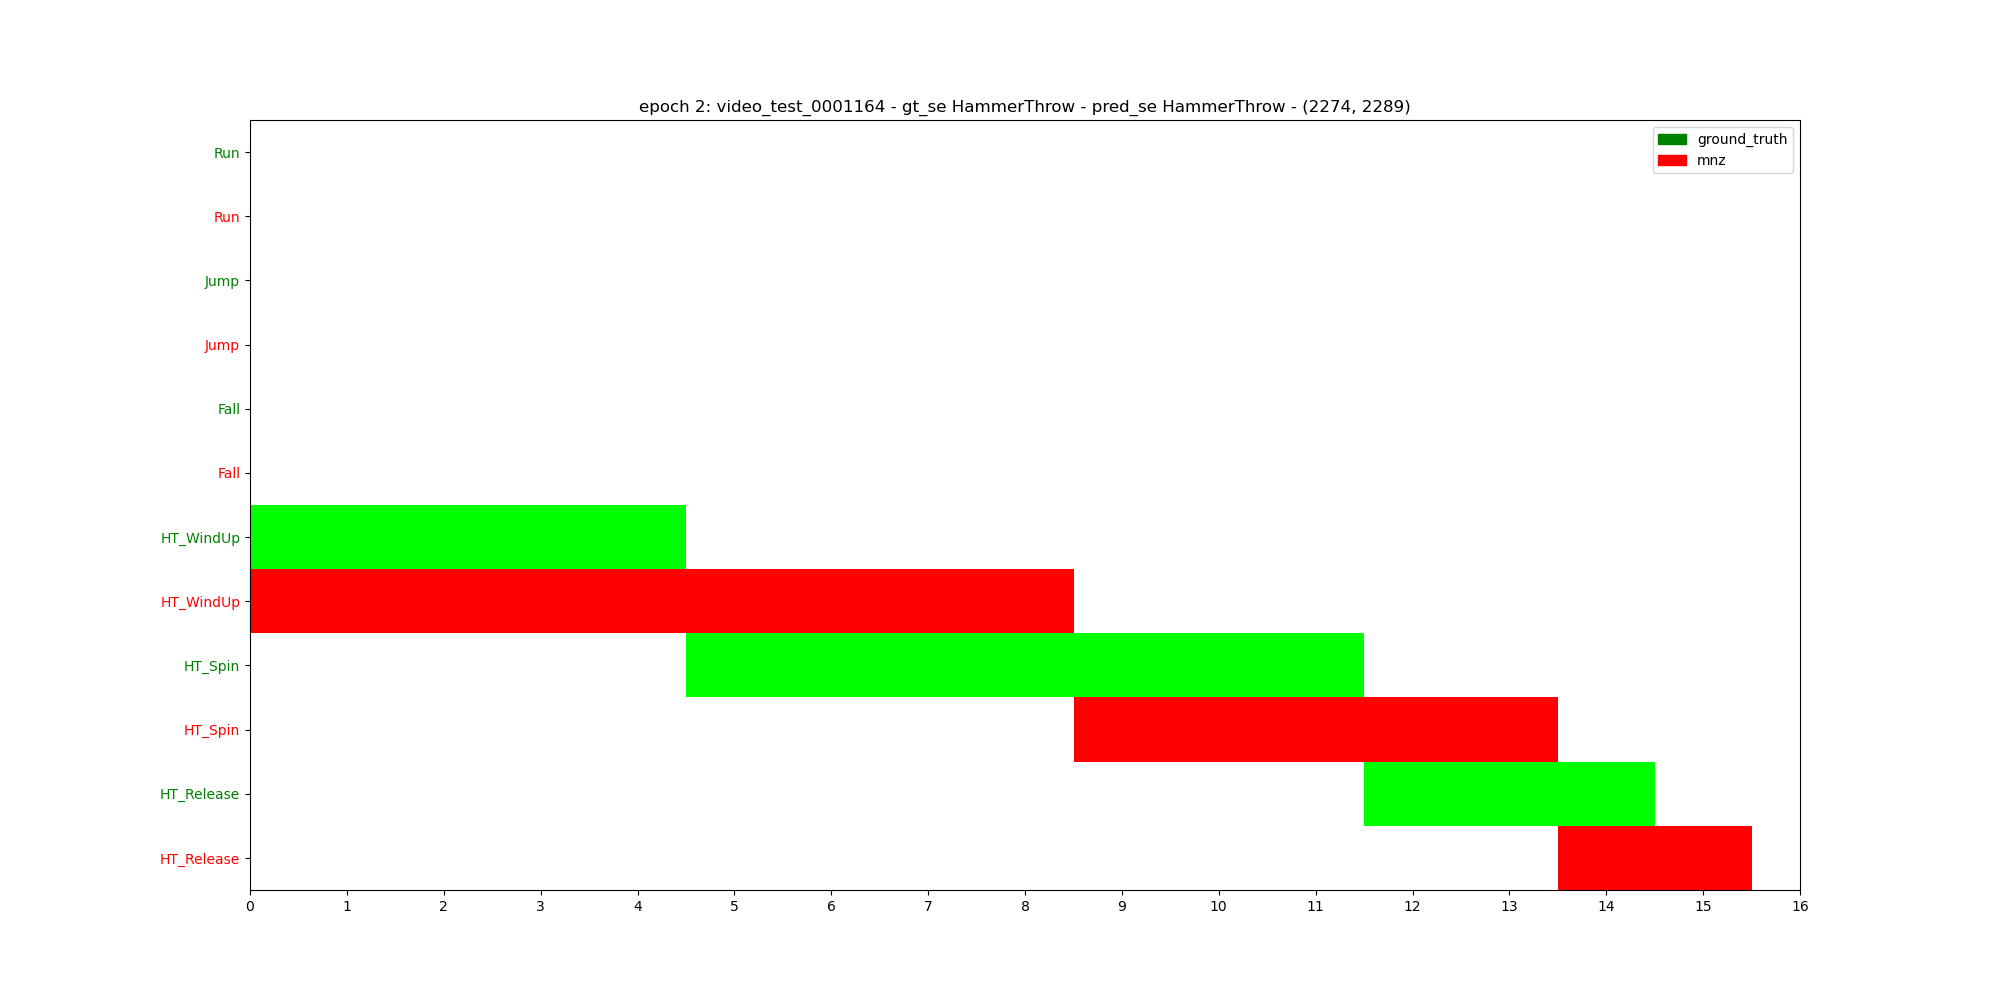 epoch 2: video_test_0001164 - gt_se HammerThrow - pred_se HammerThrow - (2274, 2289)
ground_truth
mnz
Run
Run
Jump
Jump
Fall
Fall
HT_WindUp
HT_WindUp
HT_Spin
HT_Spin
HT_Release
HT_Release
0 1 2 3 4 5 6 7 8 9 10 11 12 13 14 15 16